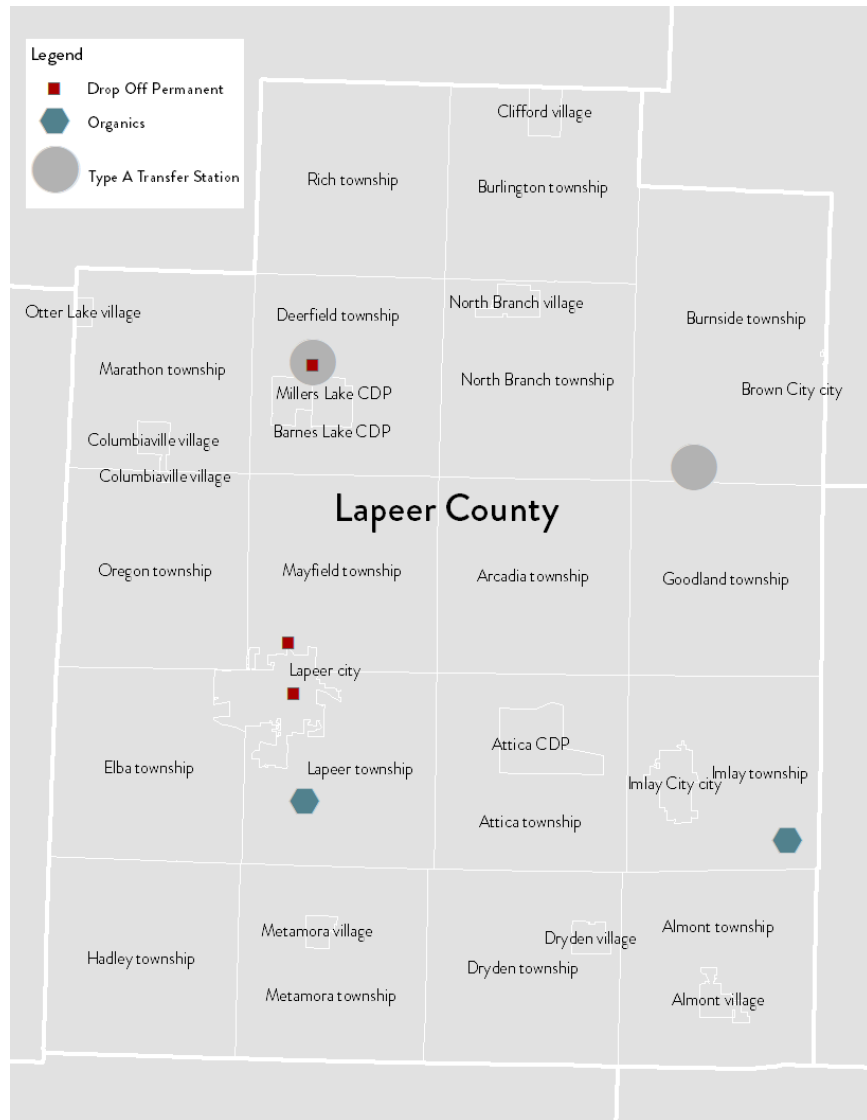 Legend
Drop Off Permanent
Organics
Type A Transfer Station
Clifford village
Rich township
Burlington township
Otter Lake village
Deerfield township
North Branch village
Burnside township
Marathon township
Millers Lake CDP
North Branch township
Brown City city
Barnes Lake CDP
Columbiaville village
Columbiaville village
Lapeer County
Oregon township
Mayfield township
Arcadia township
Goodland township
Lapeer city
Elba township
Lapeer township
Attica CDP
Imlay City city
Imlay township
Attica township
Hadley township
Metamora village
Metamora township
Dryden village
Dryden township
Almont township
Almont village